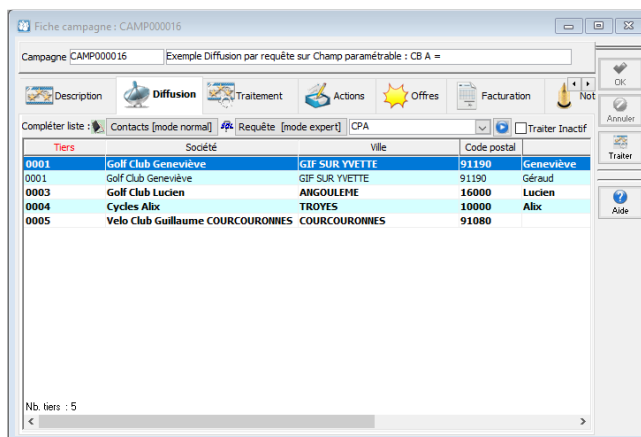 Fiche campagne : CAMP000016
Campagne CAMP000016 Exemple Diffusion par requête sur Champ paramétrable : CB A =
OK
Description Diffusion Traitement Actions Offres Facturation Not
Annuler
Compléter liste : Contacts [mode normal] sql Requête [mode expert] CPA Traiter Inactif
Tiers Société Ville Code postal
Traiter
0001 Golf Club Geneviève GIF SUR YVETTE 91190 Geneviève
0001 Golf Club Geneviève GIF SUR YVETTE 91190 Géraud
0003 Golf Club Lucien ANGOULEME 16000 Lucien
0004 Cycles Alix TROYES 10000 Alix
0005 Velo Club Guillaume COURCOURONNES COURCOURONNES 91080
Aide
Nb. tiers : 5